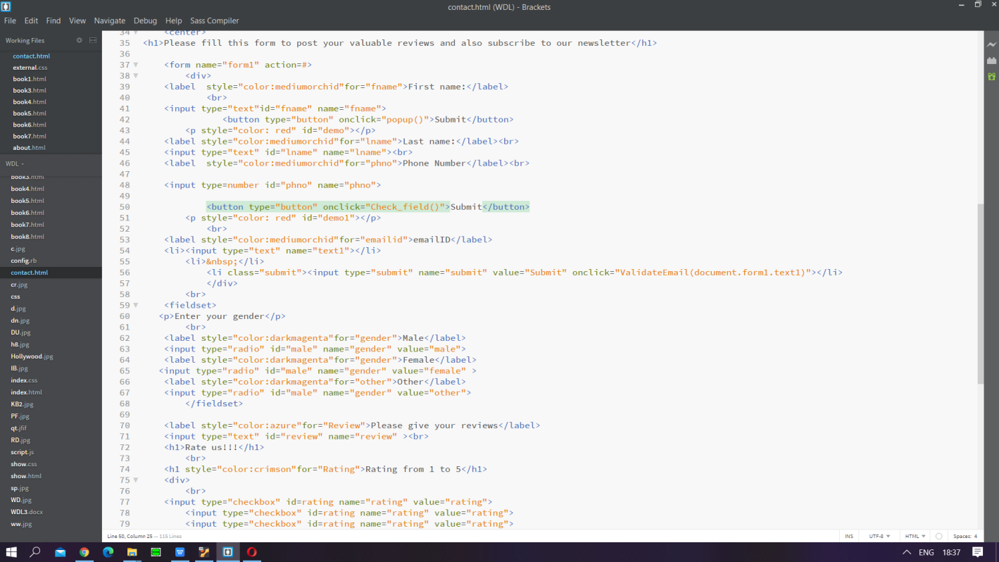 contact.html (WDL) - Brackets
File Edit Find View Navigate Debug Help Sass Compiler
Working Files
contact.html
external.css
book1.html
book3.html
book4.html
book5.html
book6.html
book7.html
about.html
WDL
book3.html
book4.html
book5.html
book6.html
book7.html
book8.html
c.jpg
config.rb
contact.html
cr.jpg
css
d.jpg
dn.jpg
DU.jpg
h8.jpg
Hollywood.jpg
IB.jpg
index.css
index.html
KB2.jpg
PF.jpg
qt.jfif
RD.jpg
script.js
show.css
show.html
sp.jpg
WD.jpg
WDL3.docx
ww.jpg
34 <center>
35 <h1>Please fill this form to post your valuable reviews and also subscribe to our newsletter</h1>
36
37 <form name="form1" action=#>
38 <div>
39 <label  style="color:mediumorchid"for="fname">First name:</label>
40 <br>
41 <input type="text"id="fname" name="fname">
42 <button type="button" onclick="popup()">Submit</button>
43 <p style="color: red" id="demo"></p>
44 <label style="color:mediumorchid"for="lname">Last name:</label><br>
45 <input type="text" id="lname" name="lname"><br>
46 <label  style="color:mediumorchid"for="phno">Phone Number</label><br>
47
48 <input type=number id="phno" name="phno">
49
50 <button type="button" onclick="Check_field()">Submit</button>
51 <p style="color: red" id="demo1"></p>
52 <br>
53 <label style="color:mediumorchid"for="emailid">emailID</label>
54 <li><input type="text" name="text1"></li>
55 <li>&nbsp;</li>
56 <li class="submit"><input type="submit" name="submit" value="Submit" onclick="ValidateEmail(document.form1.text1)"></li>
57 </div>
58 <br>
59 <fieldset>
60 <p>Enter your gender</p>
61 <br>
62 <label style="color:darkmagenta"for="gender">Male</label>
63 <input type="radio" id="male" name="gender" value="male">
64 <label style="color:darkmagenta"for="gender">Female</label>
65 <input type="radio" id="male" name="gender" value="female" >
66 <label style="color:darkmagenta"for="other">Other</label>
67 <input type="radio" id="male" name="gender" value="other">
68 </fieldset>
69
70 <label style="color:azure"for="Review">Please give your reviews</label>
71 <input type="text" id="review" name="review" ><br>
72 <h1>Rate us!!!</h1>
73 <br>
74 <h1 style="color:crimson"for="Rating">Rating from 1 to 5</h1>
75 <div>
76 <br>
77 <input type="checkbox" id=rating name="rating" value="rating">
78 <input type="checkbox" id=rating name="rating" value="rating">
79 <input type="checkbox" id=rating name="rating" value="rating">
Line 50, Column 25 — 116 Lines
INS UTF-8 HTML Spaces: 4
ENG 18:37